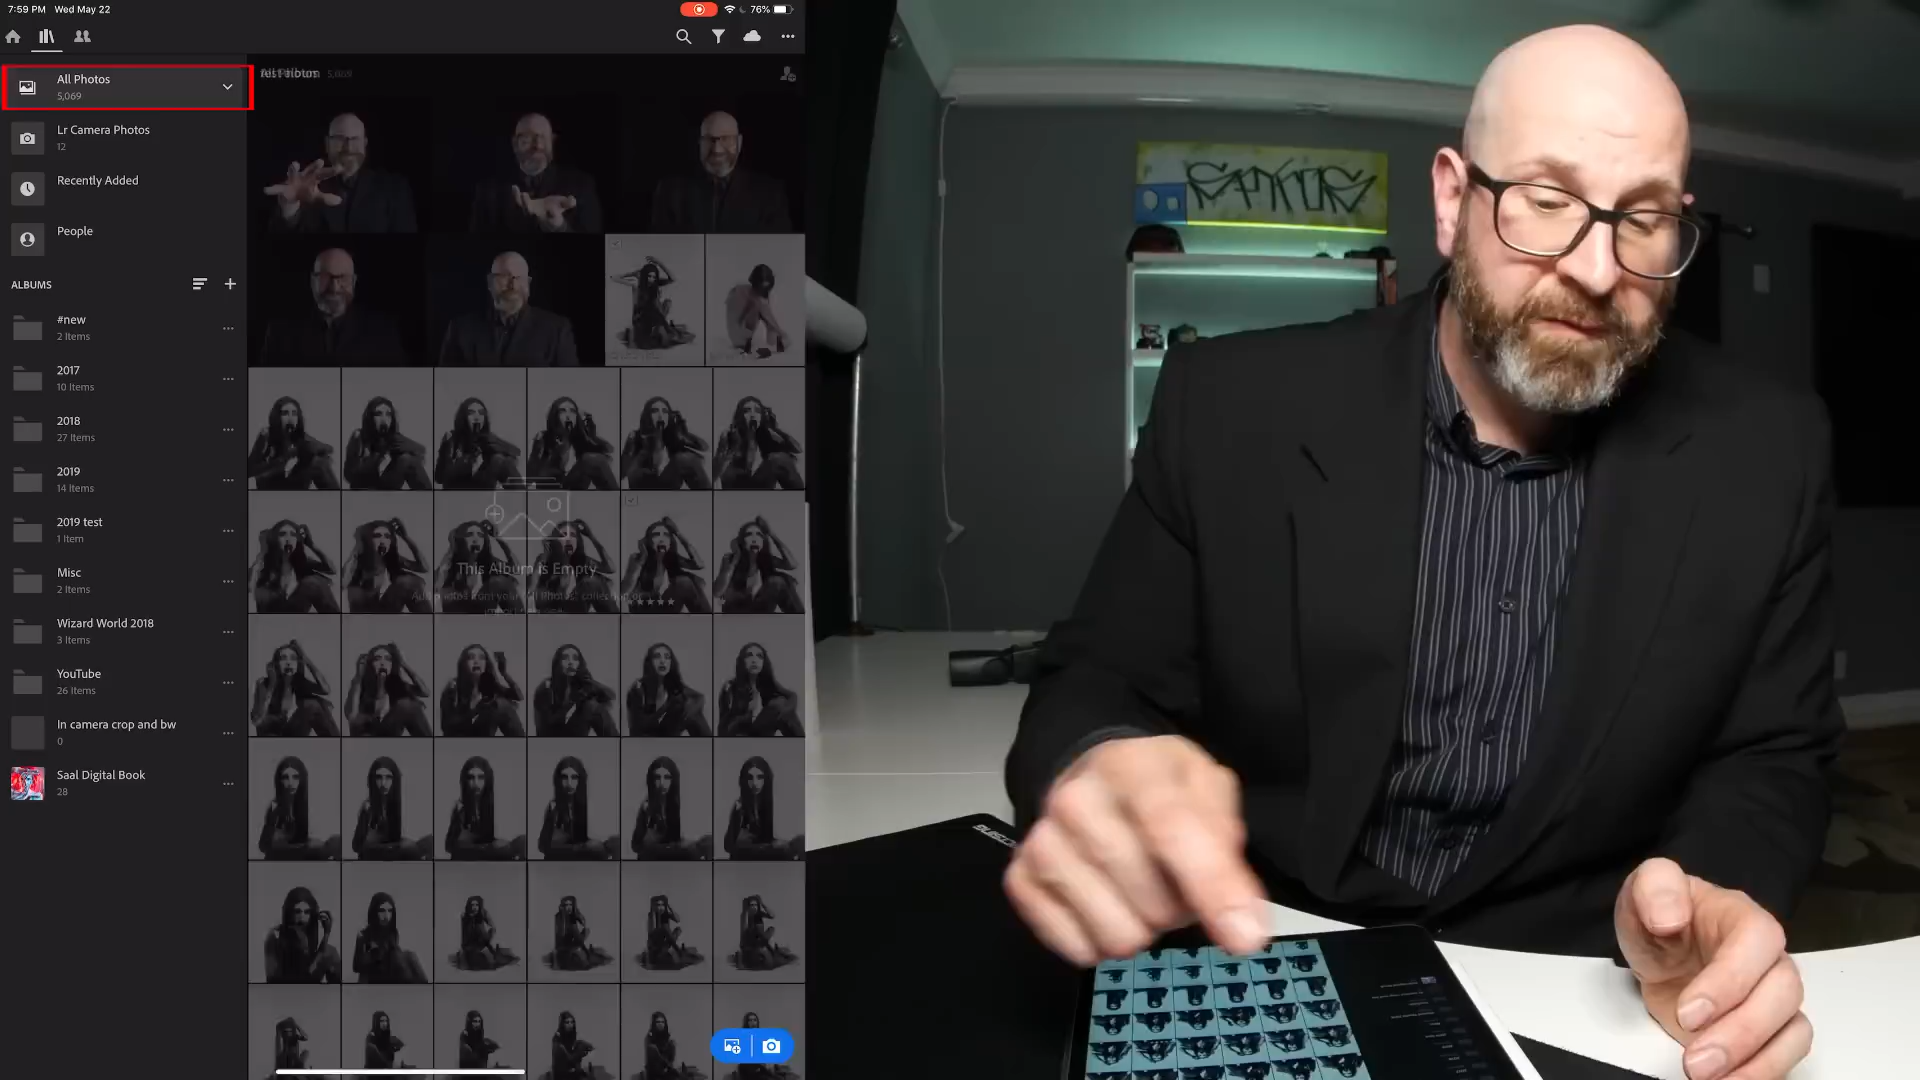 7:59 PM Wed May 22
76%
All Photos
5,069
Lr Camera Photos
12
Recently Added
People
ALBUMS
#new
2 Items
2017
10 Items
2018
27 Items
2019
14 Items
2019 test
1 Item
Misc
2 Items
Wizard World 2018
3 Items
YouTube
26 Items
In camera crop and bw
0
Saal Digital Book
28
5,069
This Album is Empty